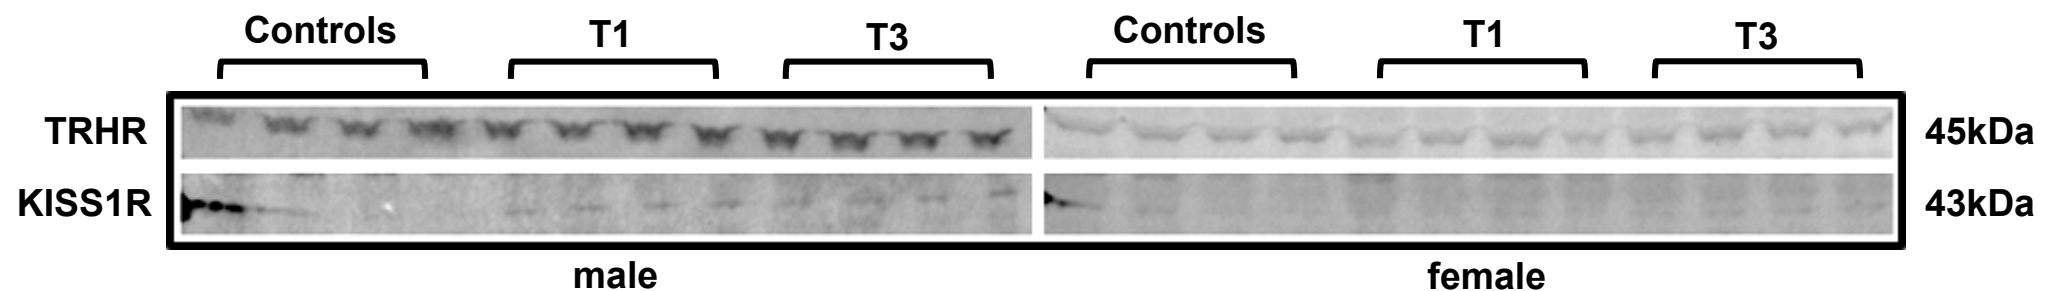 Controls T1 T3 Controls T1 T3
TRHR 45kDa
KISS1R 43kDa
male female